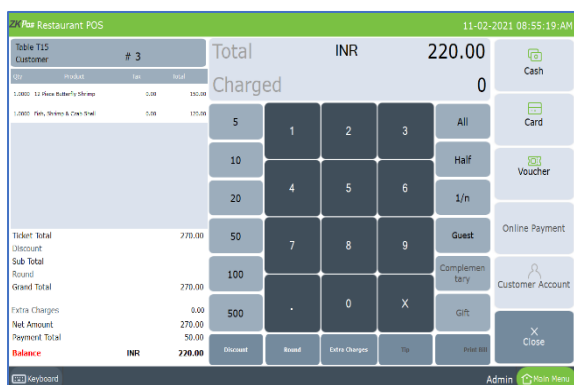 ZKPos Restaurant POS
11-02-2021 08:55:19:AM
Table T15
Customer
# 3
Qty Product Tax Total
1.0000 12 Piece Butterfly Shrimp 0.00 150.00
1.0000 Fish, Shrimp & Crab Shell 0.00 120.00
Ticket Total 270.00
Discount
Sub Total
Round
Grand Total 270.00
Extra Charges 0.00
Net Amount 270.00
Payment Total 50.00
Balance INR 220.00
Total INR 220.00
Charged 0
5 1 2 3 All
10 Half
20 4 5 6 1/n
50 7 8 9 Guest
100 Complemen
tary
500 . 0 X Gift
Discount Round Extra Charges Tip Print Bill
Cash
Card
Voucher
Online Payment
Customer Account
X
Close
Keyboard
Admin
Main Menu